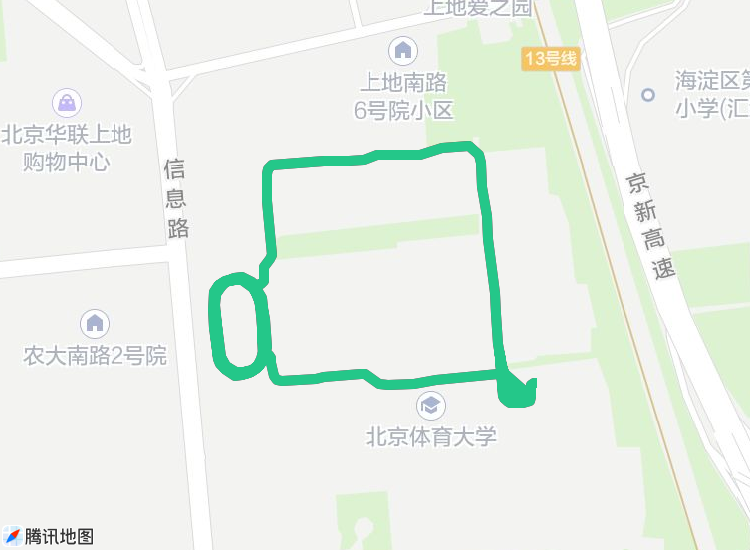 上地爱之园
13号线
上地南路
6号院小区
海淀区第
小学(汇
北京华联上地
购物中心
信息路
京新高速
农大南路2号院
北京体育大学
腾讯地图